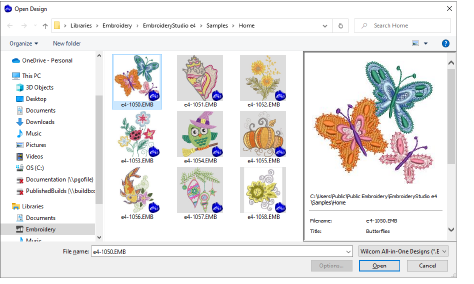 Open Design
Libraries > Embroidery > EmbroideryStudio e4 > Samples > Home
Search Home
Organize
New folder
OneDrive - Personal
This PC
3D Objects
Desktop
Documents
Downloads
Music
Pictures
Videos
OS (C:)
Documentation (\\pgofile)
PublishedBuilds (\\buildbox
Libraries
Documents
Embroidery
Music
e4-1050.EMB
e4-1051.EMB
e4-1052.EMB
e4-1053.EMB
e4-1054.EMB
e4-1055.EMB
e4-1056.EMB
e4-1057.EMB
e4-1058.EMB
C:\Users\Public\Public Embroidery\EmbroideryStudio e4
\Samples\Home
Filename: e4-1050.EMB
Title: Butterflies
File name: e4-1050.EMB
Wilcom All-in-One Designs (*.E
Options...
Open
Cancel